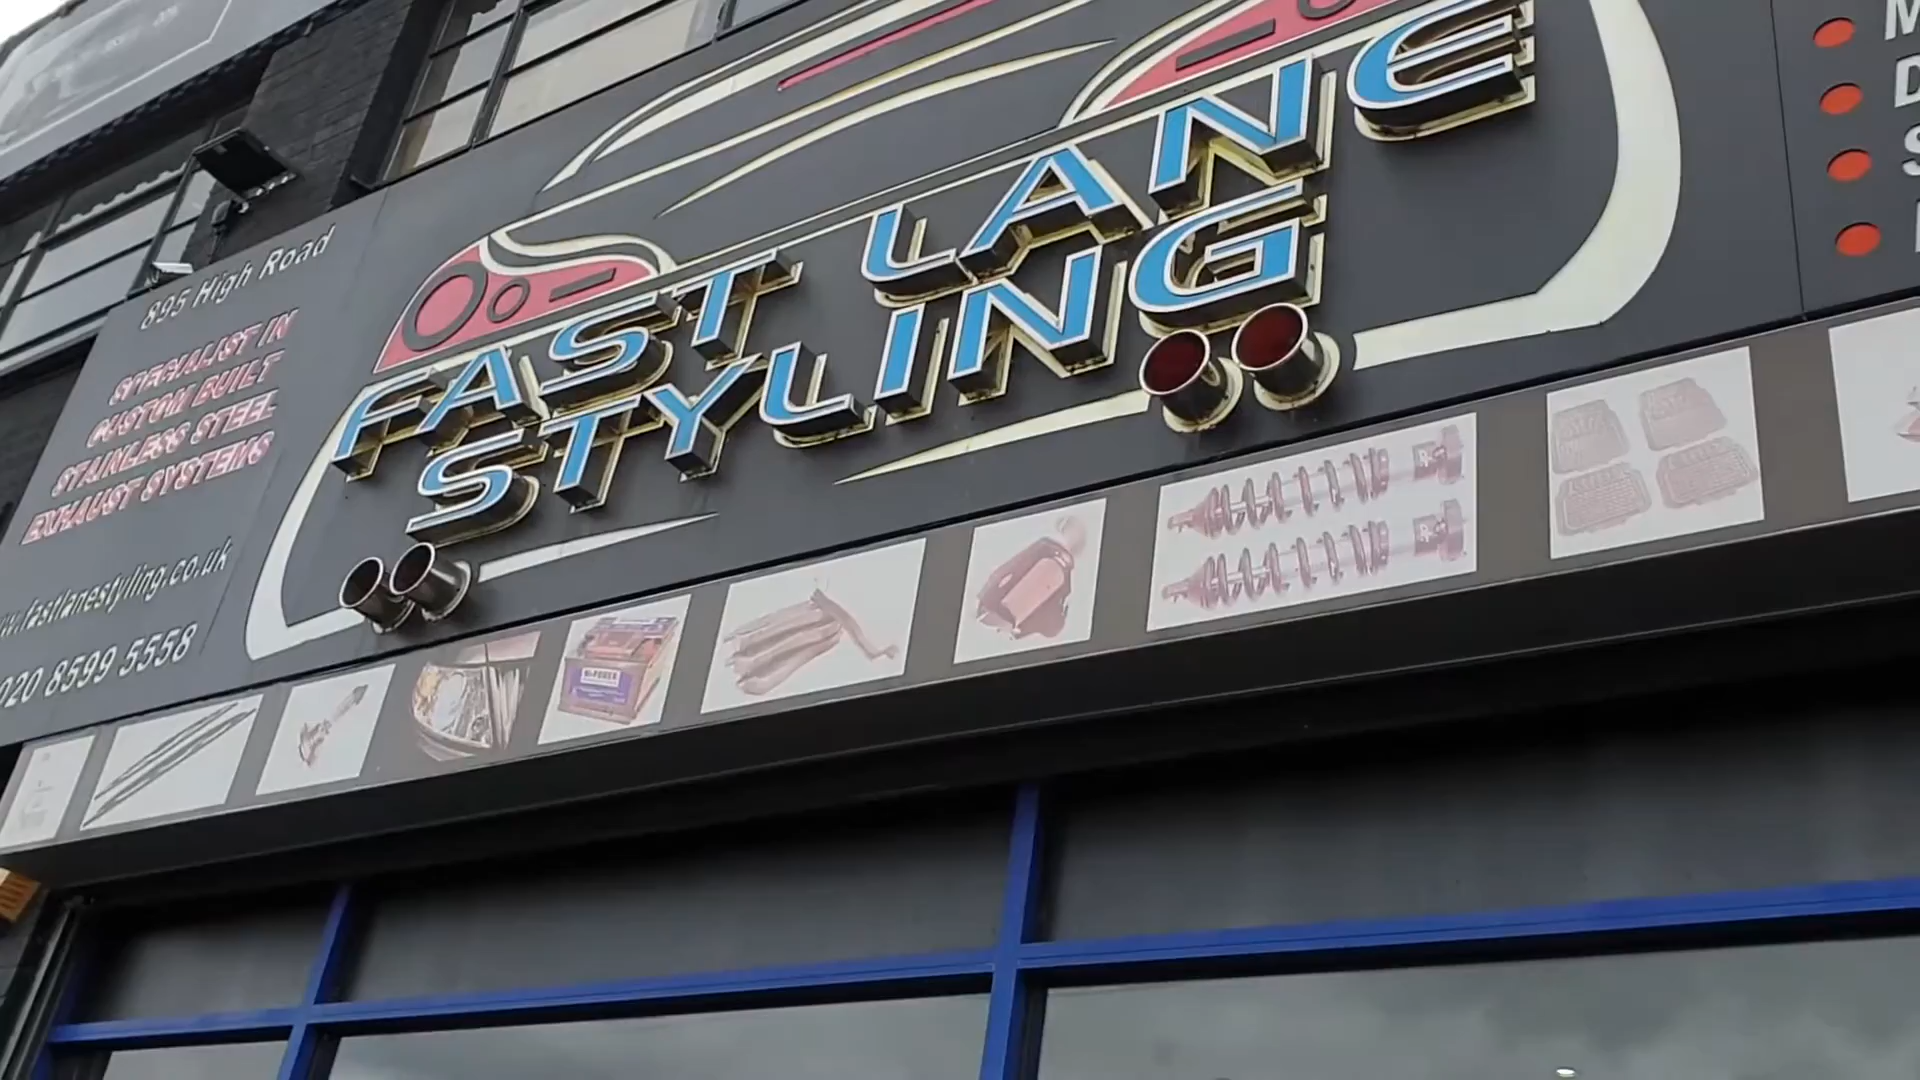 895 High Road
SPECIALIST IN
CUSTOM BUILT
STAINLESS STEEL
EXHAUST SYSTEMS
w.fastlanestyling.co.uk
020 8599 5558
FAST LANE
STYLING